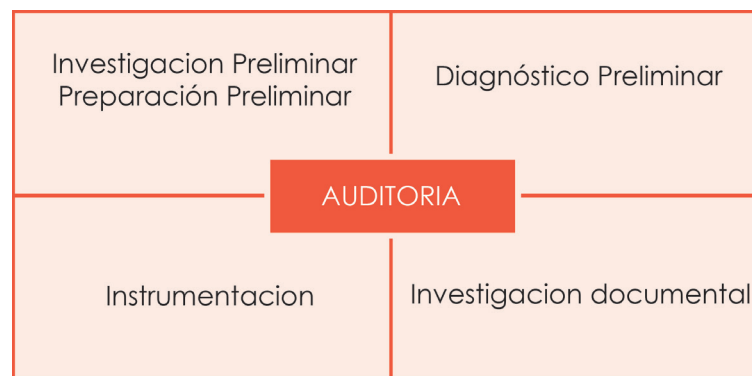 Investigacion Preliminar
Preparación Preliminar
Diagnóstico Preliminar
AUDITORIA
Instrumentacion
Investigacion documental